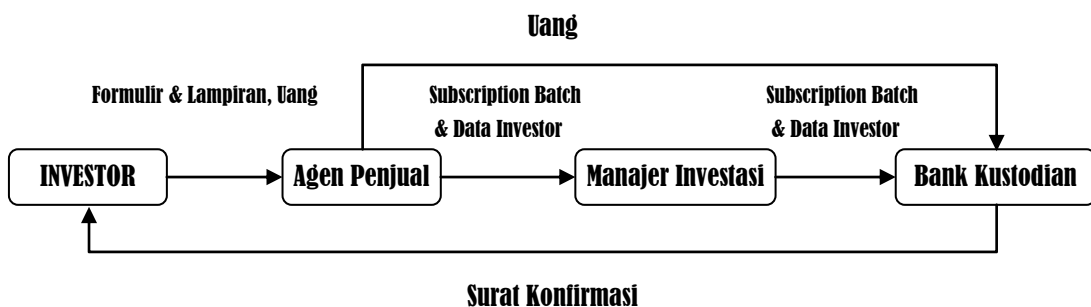 Uang
Formulir & Lampiran, Uang
Subscription Batch
& Data Investor
Subscription Batch
& Data Investor
INVESTOR
Agen Penjual
Manajer Investasi
Bank Kustodian
Surat Konfirmasi